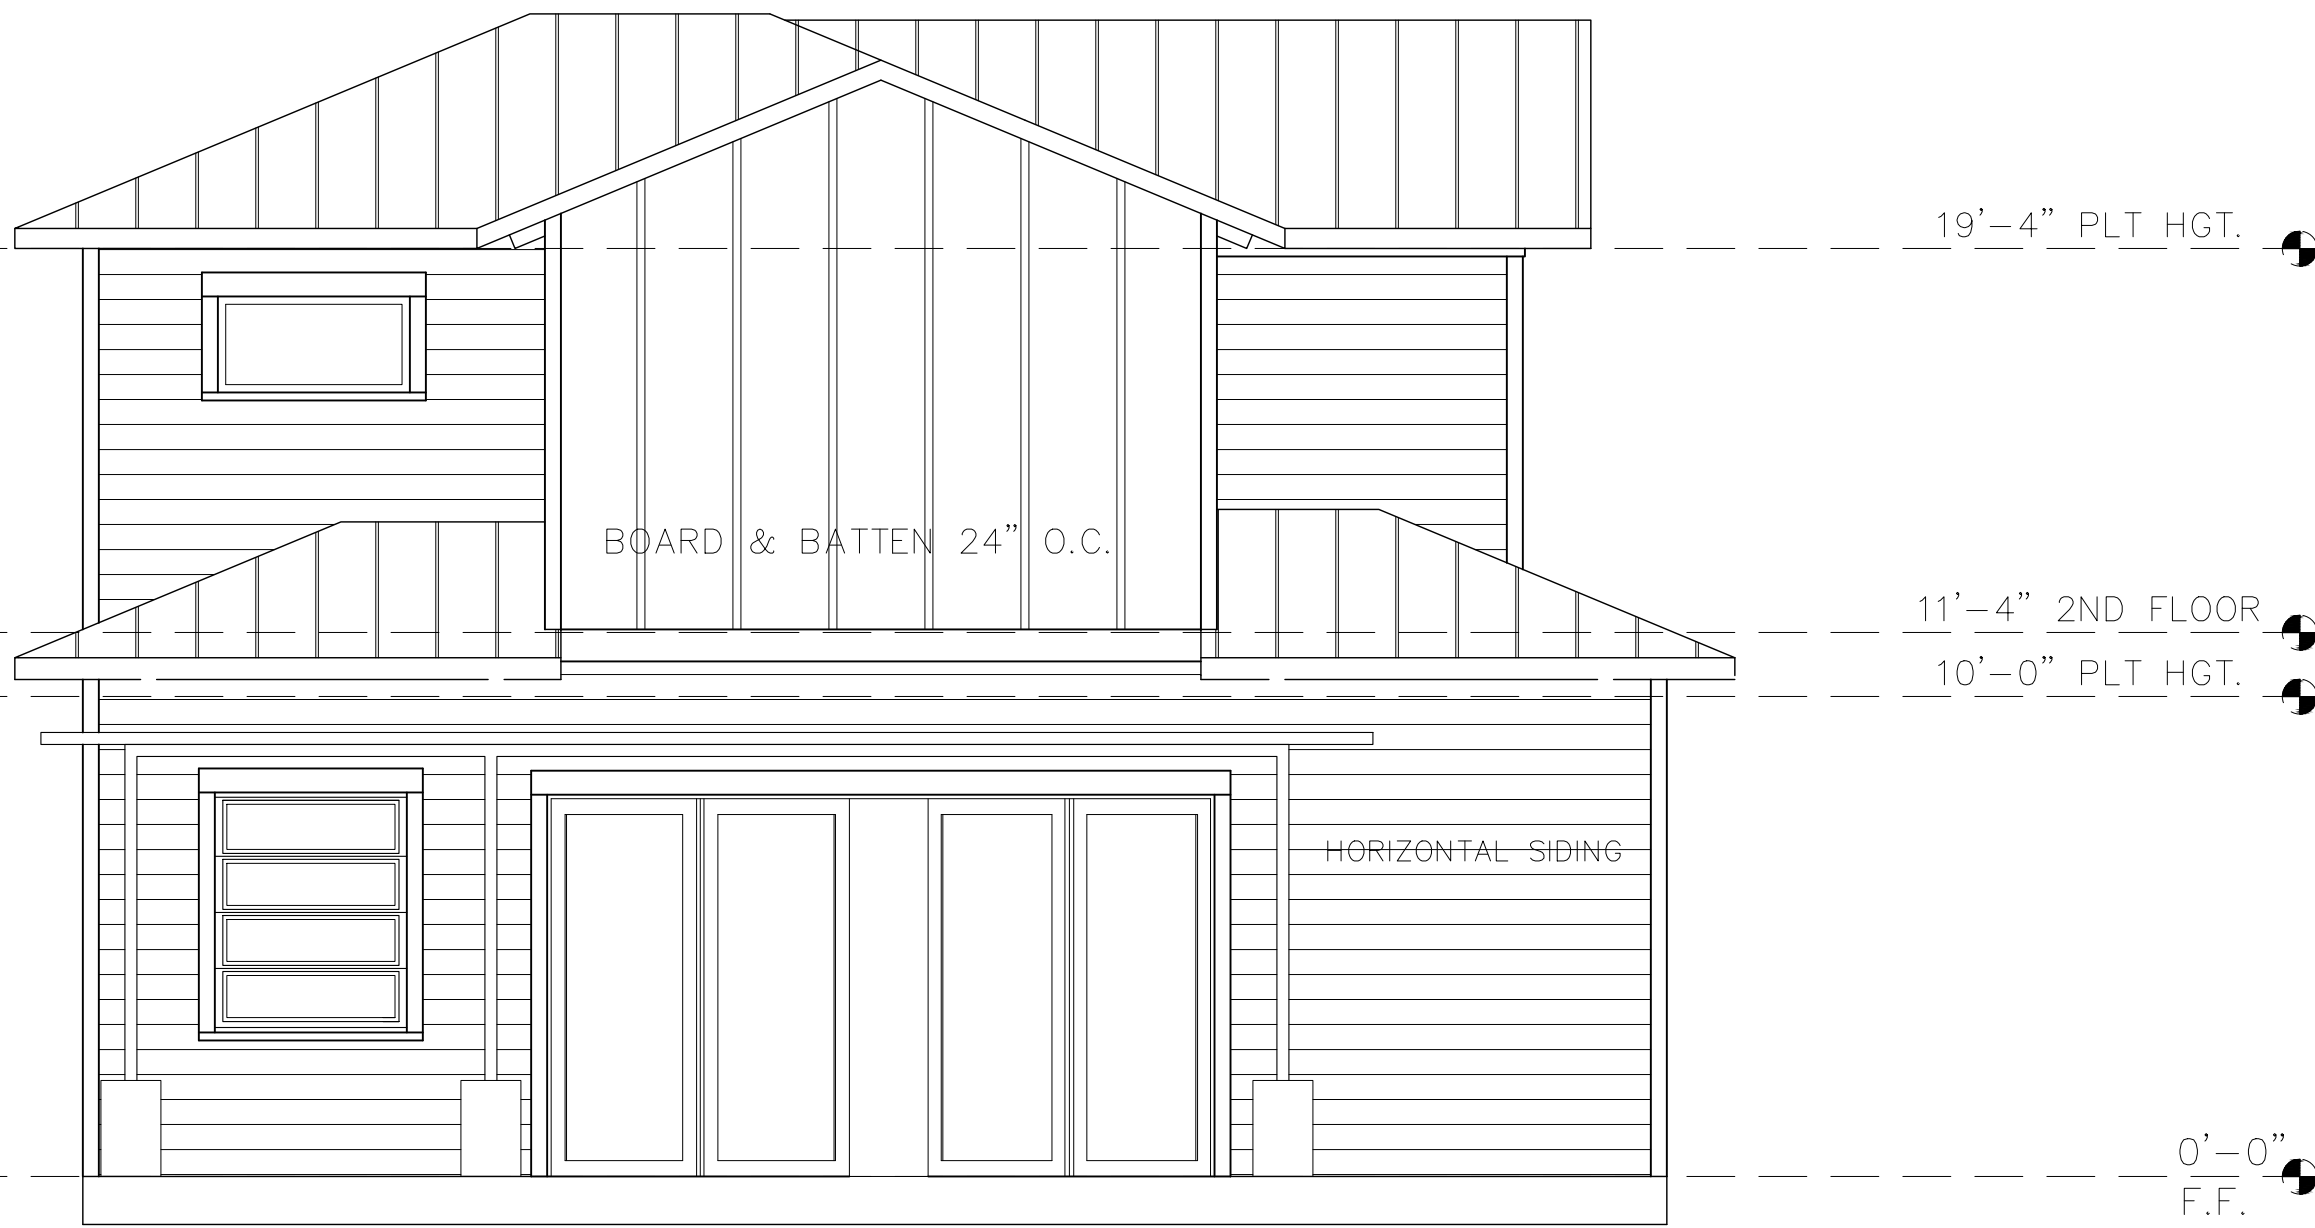 19'-4" PLT HGT.
BOARD & BATTEN 24" O.C.
11'-4" 2ND FLOOR
10'-0" PLT HGT.
HORIZONTAL SIDING
0'-0"
F.F.